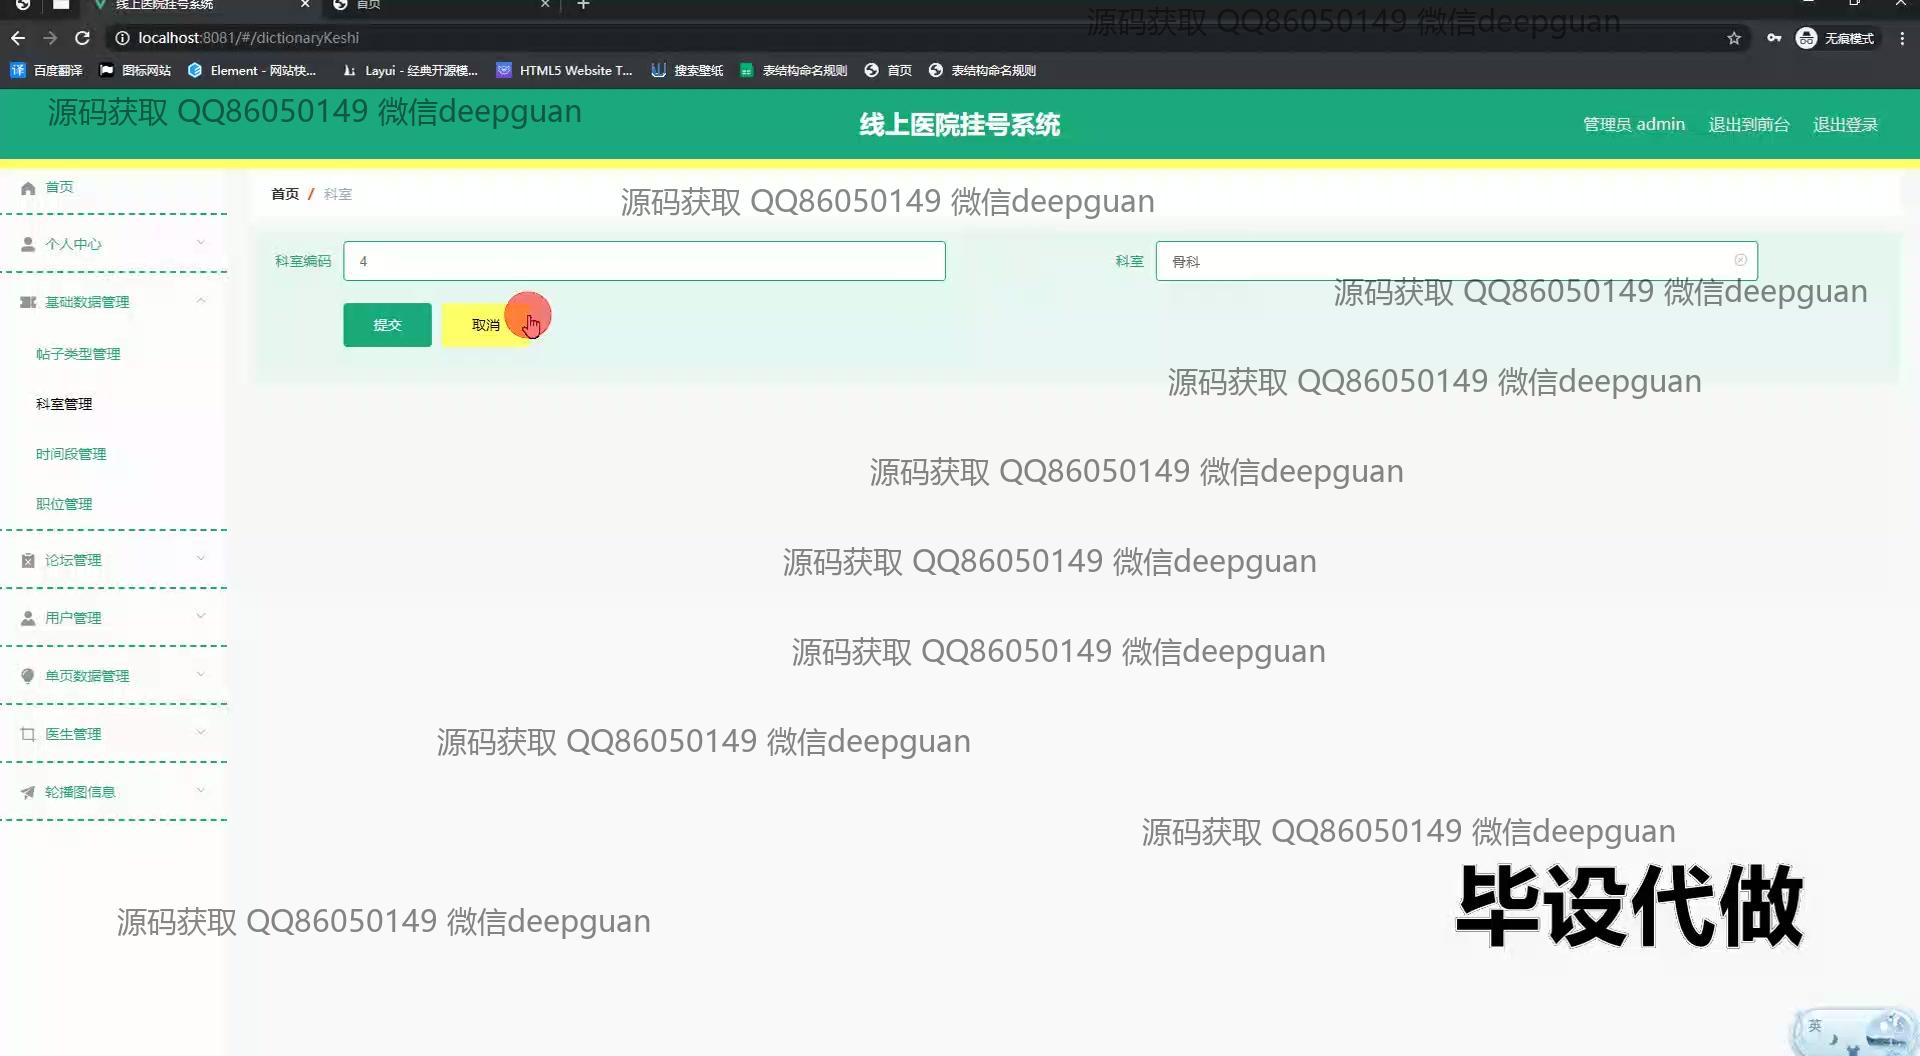 线上医院挂号系统
首页
源码获取 QQ86050149 微信deepguan
localhost:8081/#/dictionaryKeshi
无痕模式
百度翻译
图标网站
Element - 网站快...
Layui - 经典开源模...
HTML5 Website T...
搜索壁纸
表结构命名规则
首页
表结构命名规则
源码获取 QQ86050149 微信deepguan
线上医院挂号系统
管理员 admin
退出到前台
退出登录
首页
首页 / 科室
源码获取 QQ86050149 微信deepguan
个人中心
科室编码
4
科室
骨科
源码获取 QQ86050149 微信deepguan
基础数据管理
提交
取消
帖子类型管理
源码获取 QQ86050149 微信deepguan
科室管理
时间段管理
源码获取 QQ86050149 微信deepguan
职位管理
论坛管理
源码获取 QQ86050149 微信deepguan
用户管理
源码获取 QQ86050149 微信deepguan
单页数据管理
医生管理
源码获取 QQ86050149 微信deepguan
轮播图信息
源码获取 QQ86050149 微信deepguan
毕设代做
源码获取 QQ86050149 微信deepguan
英